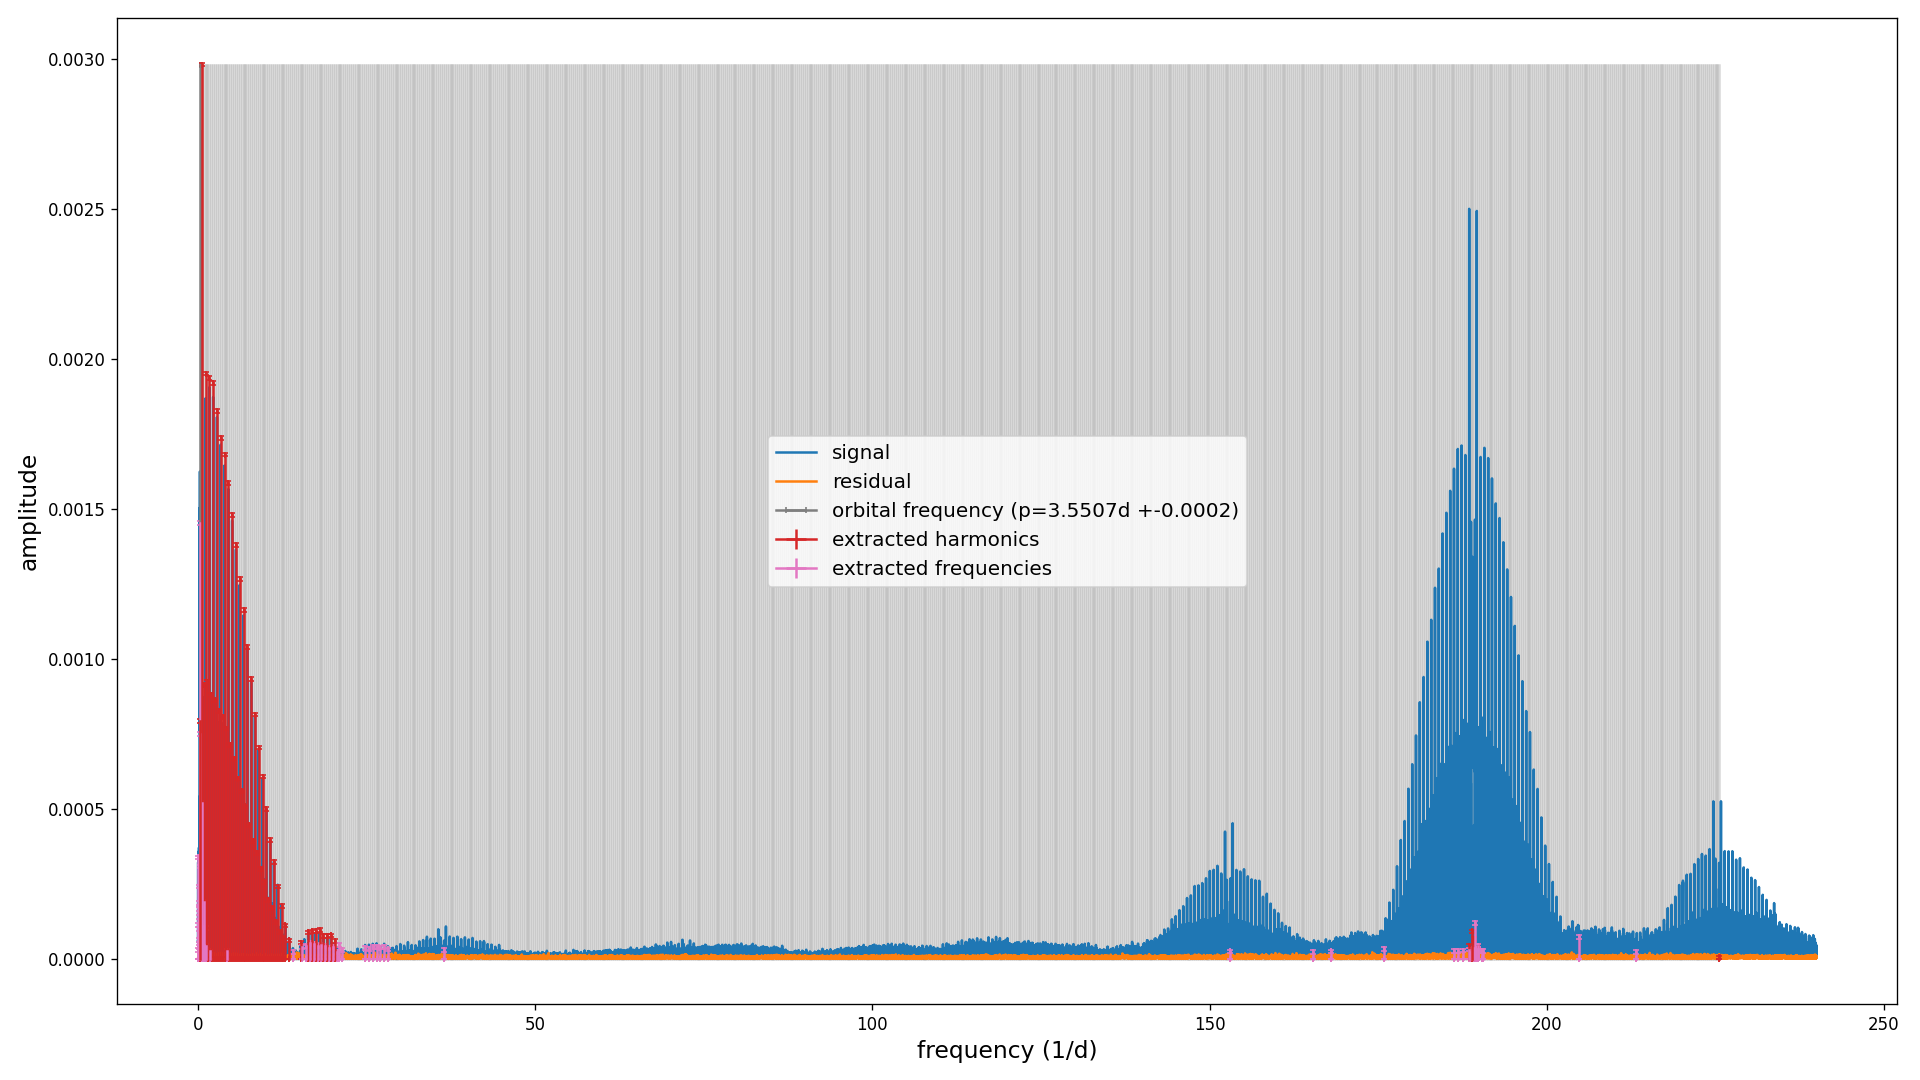 0.0030
0.0025
0.0020
0.0015
0.0010
0.0005
0.0000
amplitude
signal
residual
orbital frequency (p=3.5507d +-0.0002)
extracted harmonics
extracted frequencies
0 50 100 150 200 250
frequency (1/d)